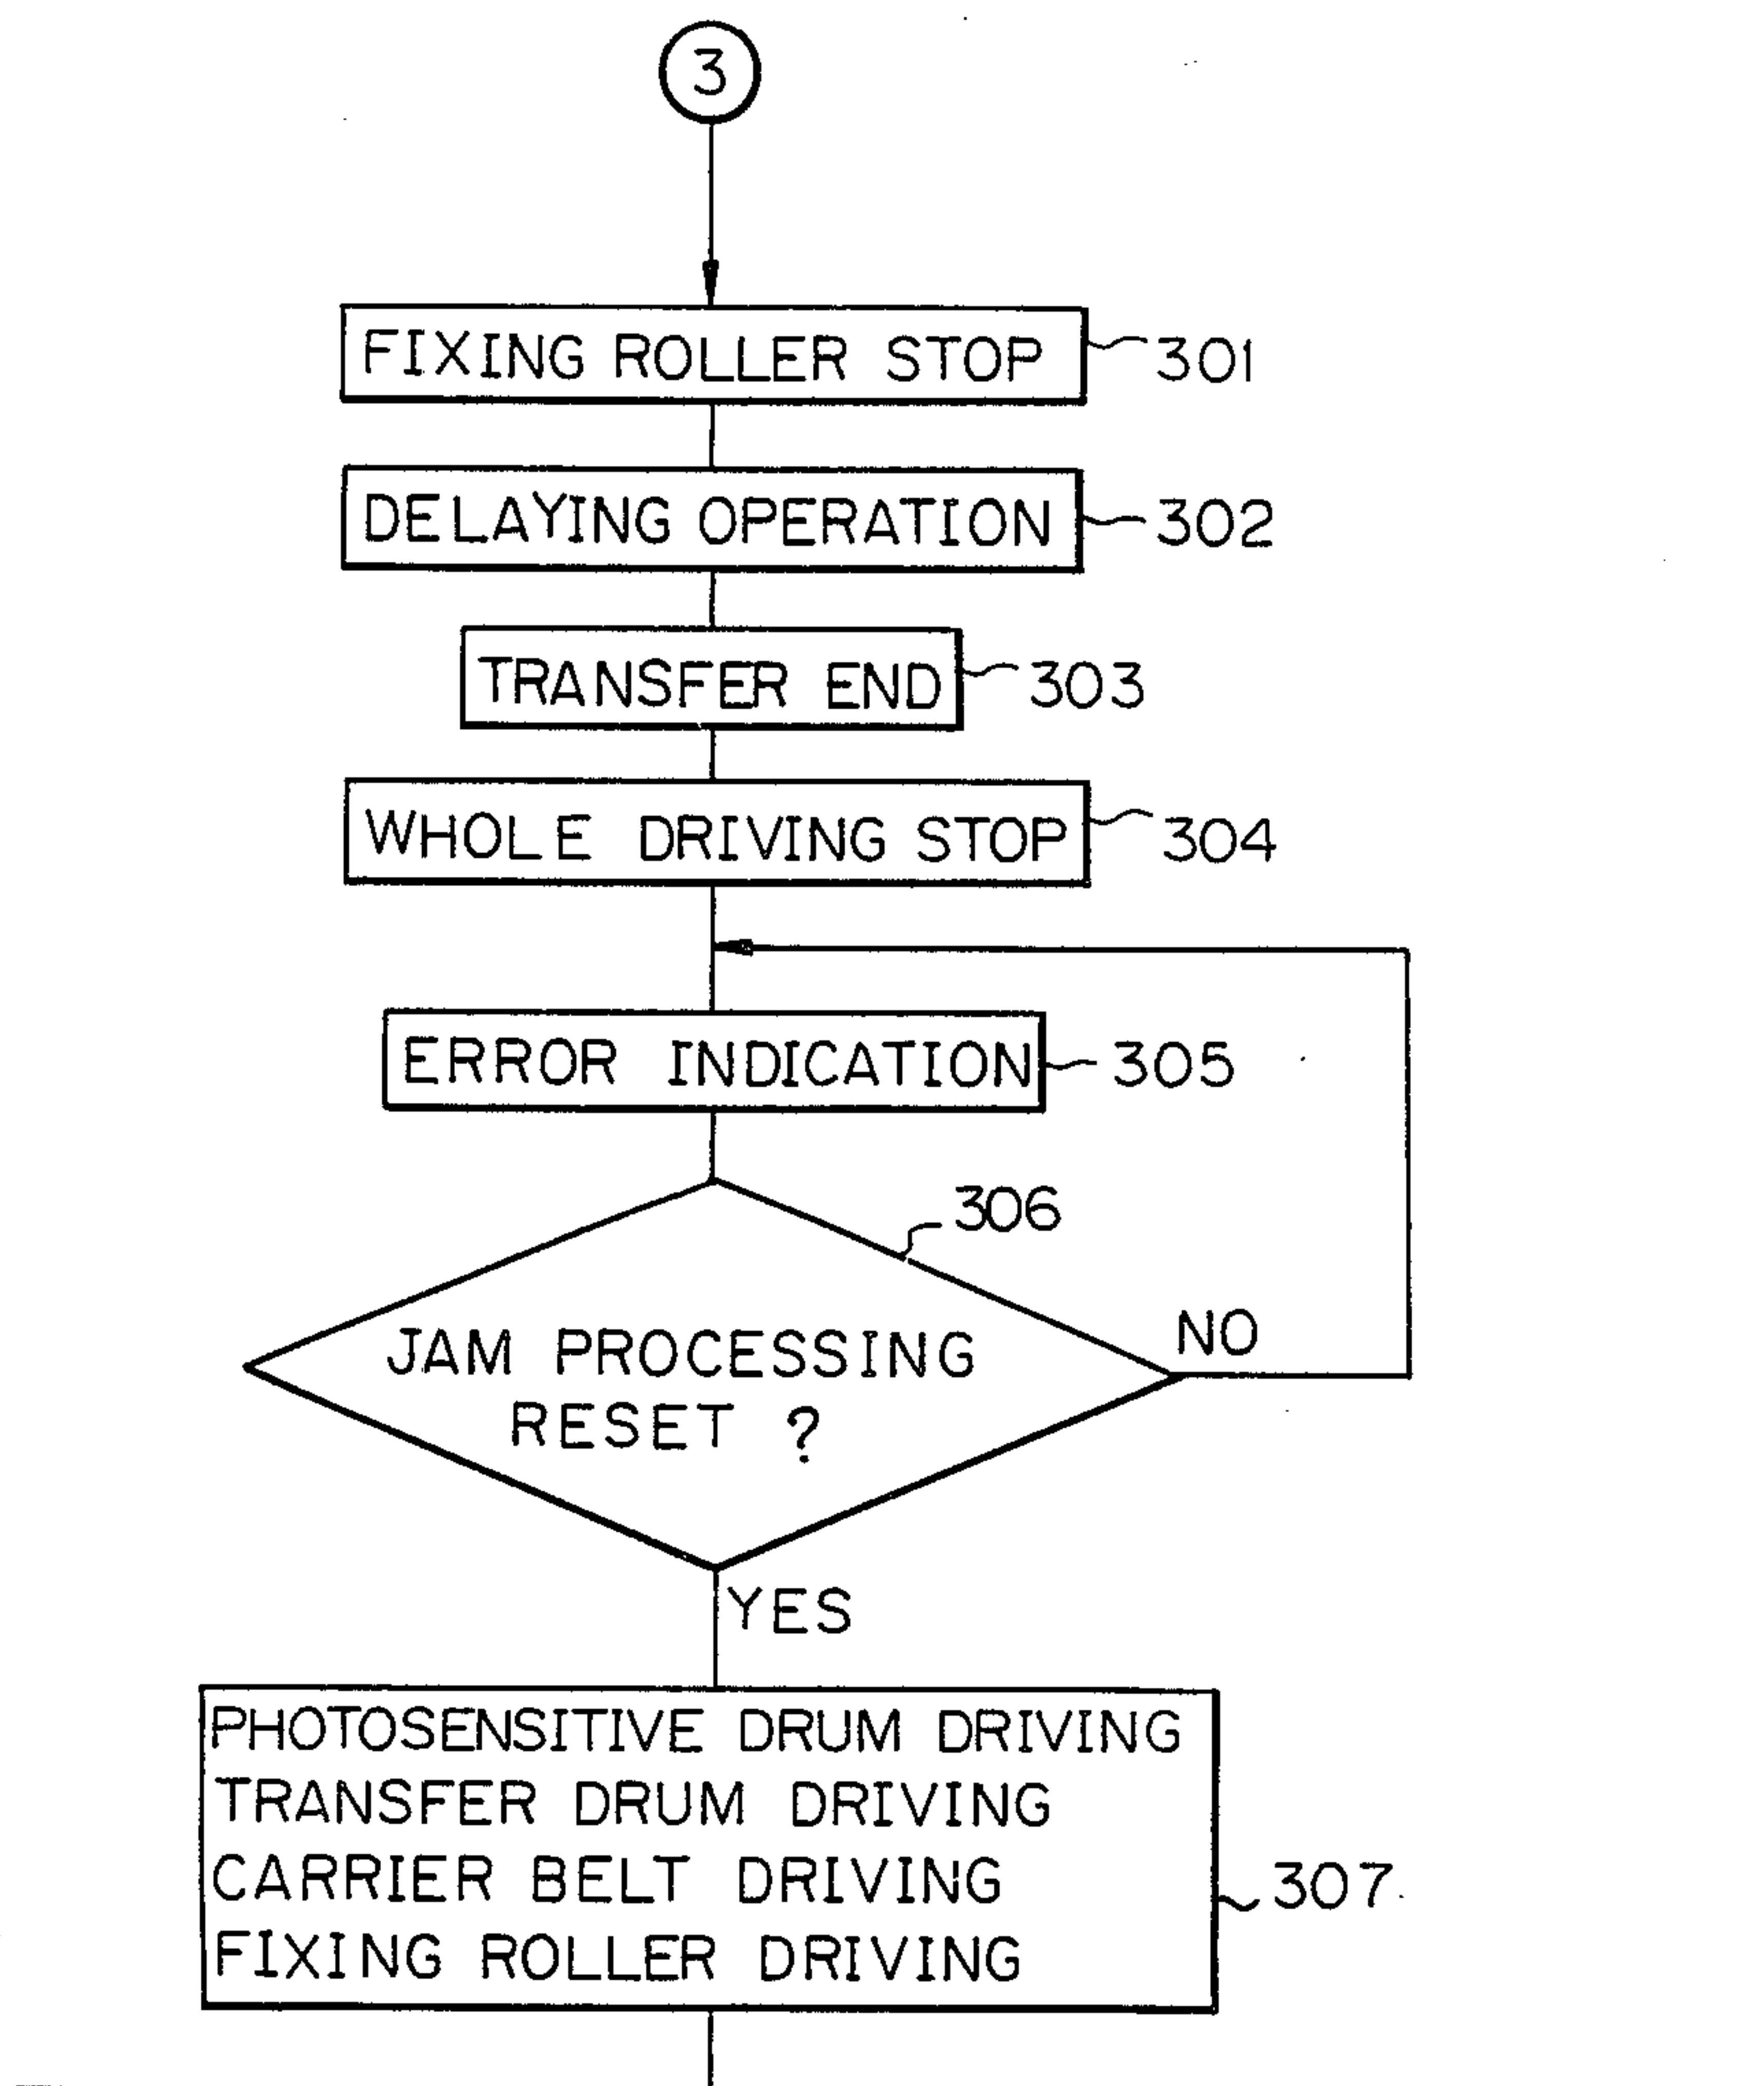 3
FIXING ROLLER STOP
301
DELAYING OPERATION
302
TRANSFER END
303
WHOLE DRIVING STOP
304
ERROR INDICATION
305
306
JAM PROCESSING
RESET ?
NO
YES
PHOTOSENSITIVE DRUM DRIVING
TRANSFER DRUM DRIVING
CARRIER BELT DRIVING
FIXING ROLLER DRIVING
307